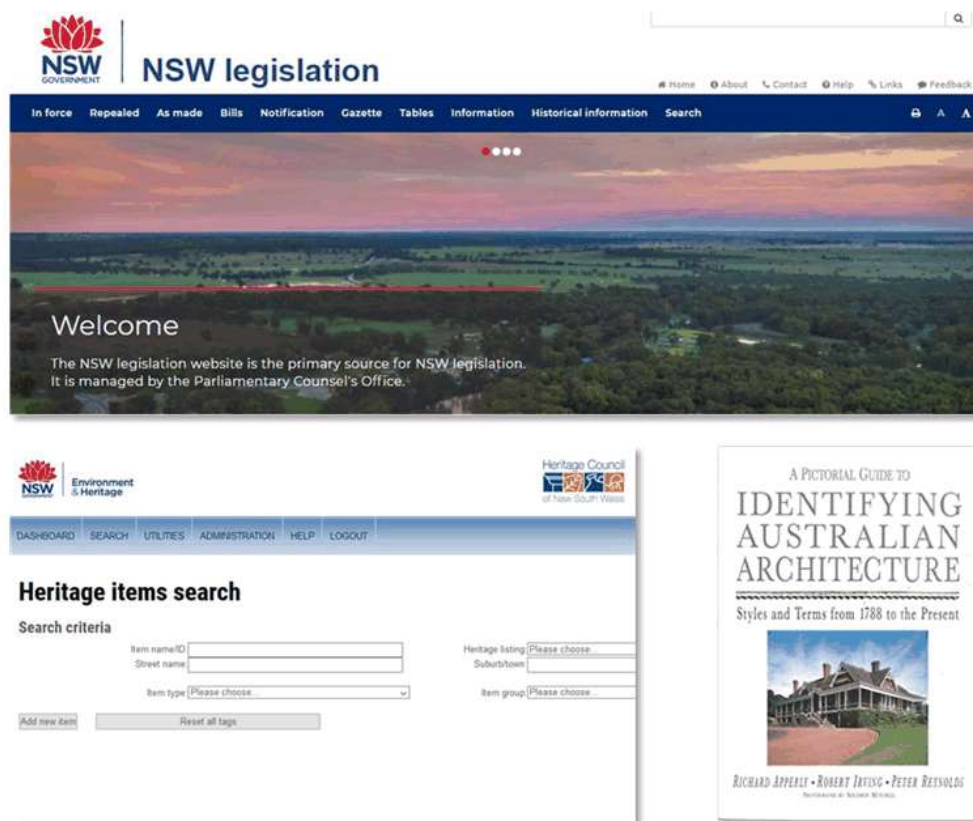 NSW
GOVERNMENT
NSW legislation
Home About Contact Help Links Feedback
In force Repealed As made Bills Notification Gazette Tables Information Historical information Search A A
Welcome
The NSW legislation website is the primary source for NSW legislation.
It is managed by the Parliamentary Counsel's Office.
NSW
GOVERNMENT
Environment
& Heritage
Heritage Council
of New South Wales
DASHBOARD SEARCH UTILITIES ADMINISTRATION HELP LOGOUT
Heritage items search
Search criteria
Item name/ID Heritage listing Please choose...
Street name Suburb/town
Item type Please choose... Item group Please choose...
Add new item Reset all tags
A PICTORIAL GUIDE TO
IDENTIFYING
AUSTRALIAN
ARCHITECTURE
Styles and Terms from 1788 to the Present
RICHARD APPERLY • ROBERT IRVING • PETER REYNOLDS